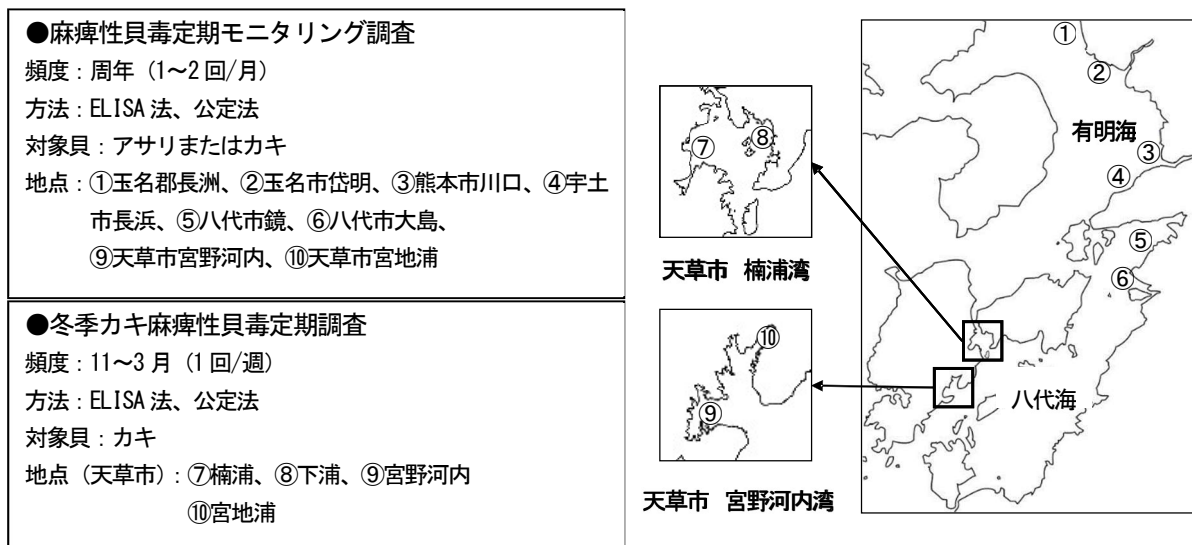 ●麻痺性貝毒定期モニタリング調査
頻度：周年（1～2回/月）
方法：ELISA法、公定法
対象貝：アサリまたはカキ
地点：①玉名郡長洲、②玉名市岱明、③熊本市川口、④宇土
市長浜、⑤八代市鏡、⑥八代市大島、
⑨天草市宮野河内、⑩天草市宮地浦
●冬季カキ麻痺性貝毒定期調査
頻度：11～3月（1回/週）
方法：ELISA法、公定法
対象貝：カキ
地点（天草市）：⑦楠浦、⑧下浦、⑨宮野河内
⑩宮地浦
⑦
⑧
天草市 楠浦湾
⑩
⑨
天草市 宮野河内湾
①
②
有明海
③
④
⑤
⑥
八代海